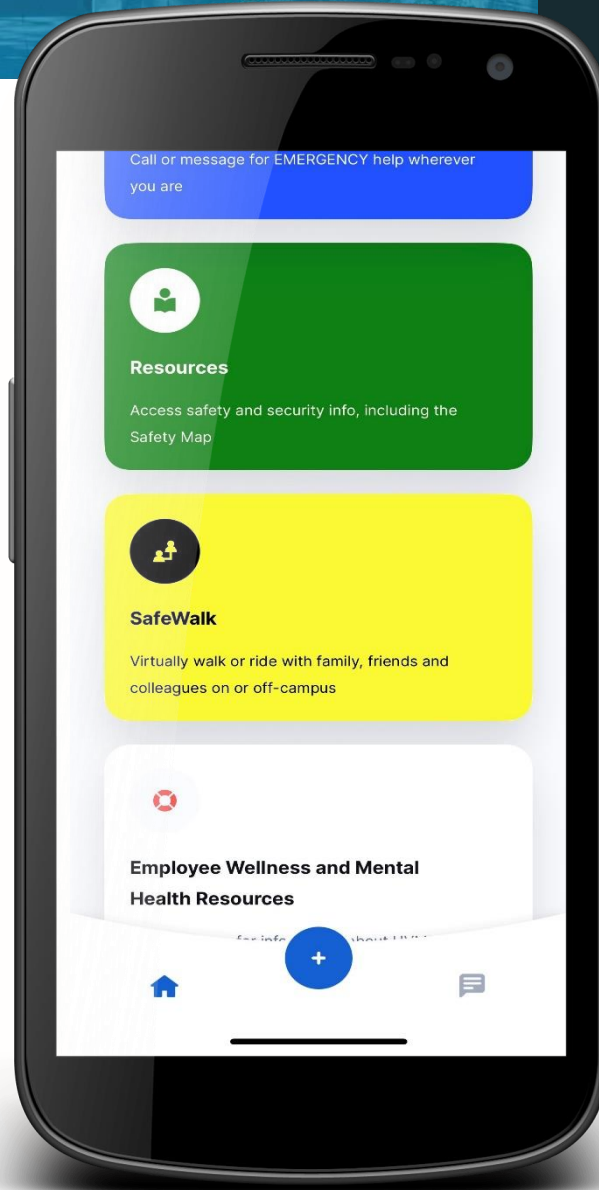 Call or message for EMERGENCY help wherever
you are
Resources
Access safety and security info, including the
Safety Map
SafeWalk
Virtually walk or ride with family, friends and
colleagues on or off-campus
Employee Wellness and Mental
Health Resources
for